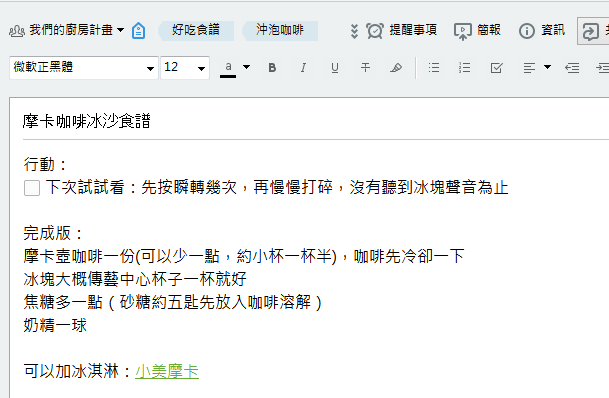 我們的廚房計畫 好吃食譜 沖泡咖啡 提醒事項 簡報 資訊
微軟正黑體 12 a B I U T
摩卡咖啡冰沙食譜
行動：
下次試試看：先按瞬轉幾次，再慢慢打碎，沒有聽到冰塊聲音為止
完成版：
摩卡壺咖啡一份(可以少一點，約小杯一杯半)，咖啡先冷卻一下
冰塊大概傳藝中心杯子一杯就好
焦糖多一點（砂糖約五匙先放入咖啡溶解）
奶精一球
可以加冰淇淋：小美摩卡